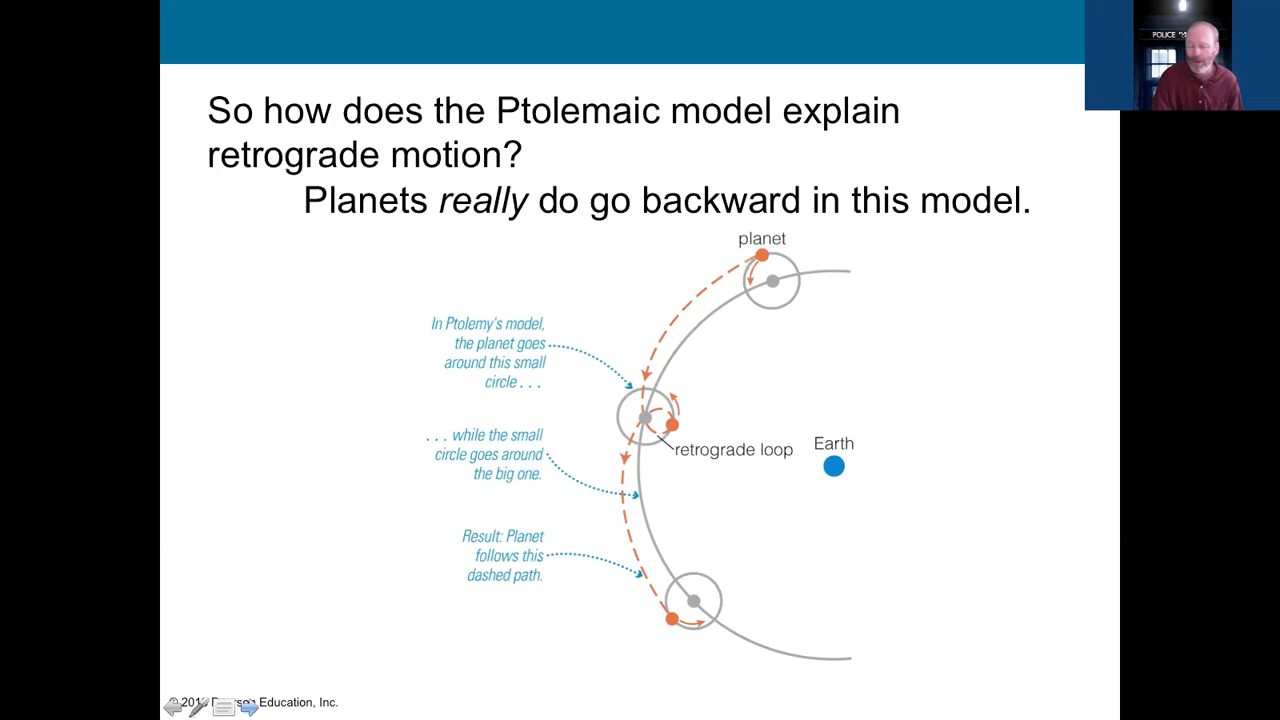 POLICE
So how does the Ptolemaic model explain
retrograde motion?
Planets really do go backward in this model.
planet
In Ptolemy's model,
the planet goes
around this small
circle . . .
. . . while the small
circle goes around
the big one.
retrograde loop
Earth
Result: Planet
follows this
dashed path.
Education, Inc.